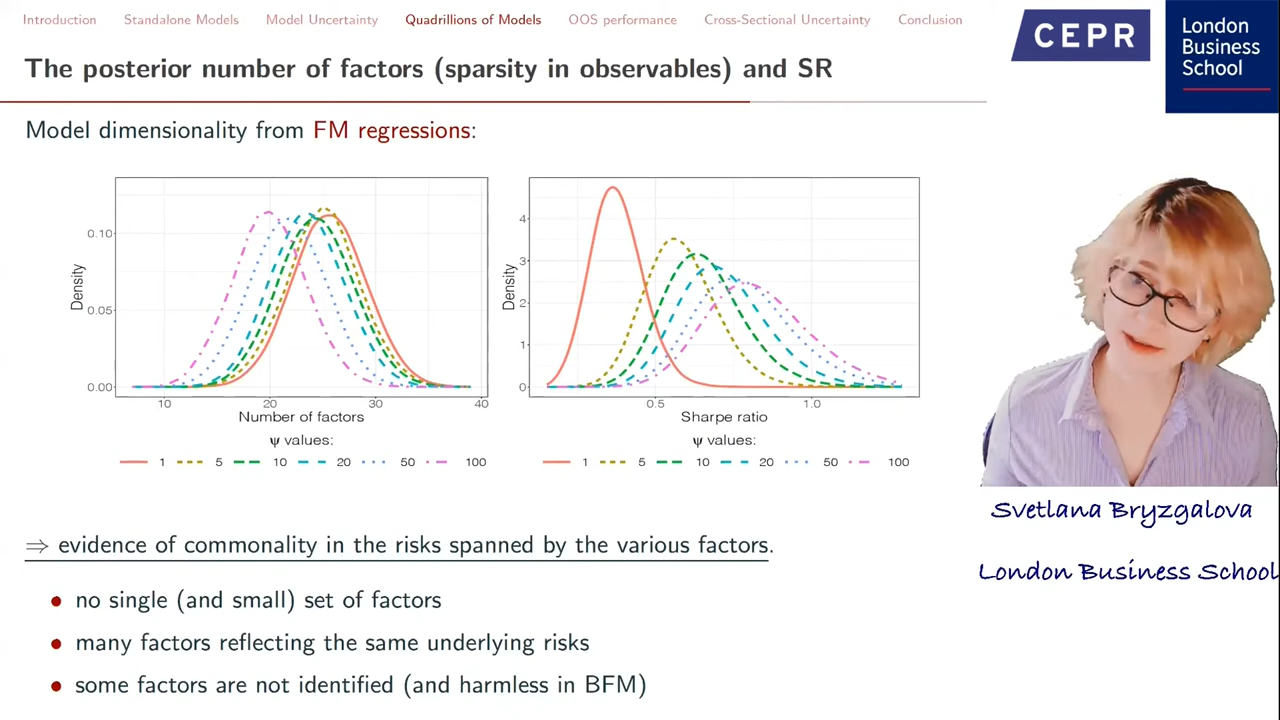 Introduction Standalone Models Model Uncertainty Quadrillions of Models OOS performance Cross-Sectional Uncertainty Conclusion
CEPR
London
Business
School
The posterior number of factors (sparsity in observables) and SR
Model dimensionality from FM regressions:
0.10
0.05
0.00
Density
10 20 30 40
Number of factors
ψ values:
1 5 10 20 50 100
4
3
2
1
0
Density
0.5 1.0
Sharpe ratio
ψ values:
1 5 10 20 50 100
Svetlana Bryzgalova
London Business School
⇒ evidence of commonality in the risks spanned by the various factors.
• no single (and small) set of factors
• many factors reflecting the same underlying risks
• some factors are not identified (and harmless in BFM)